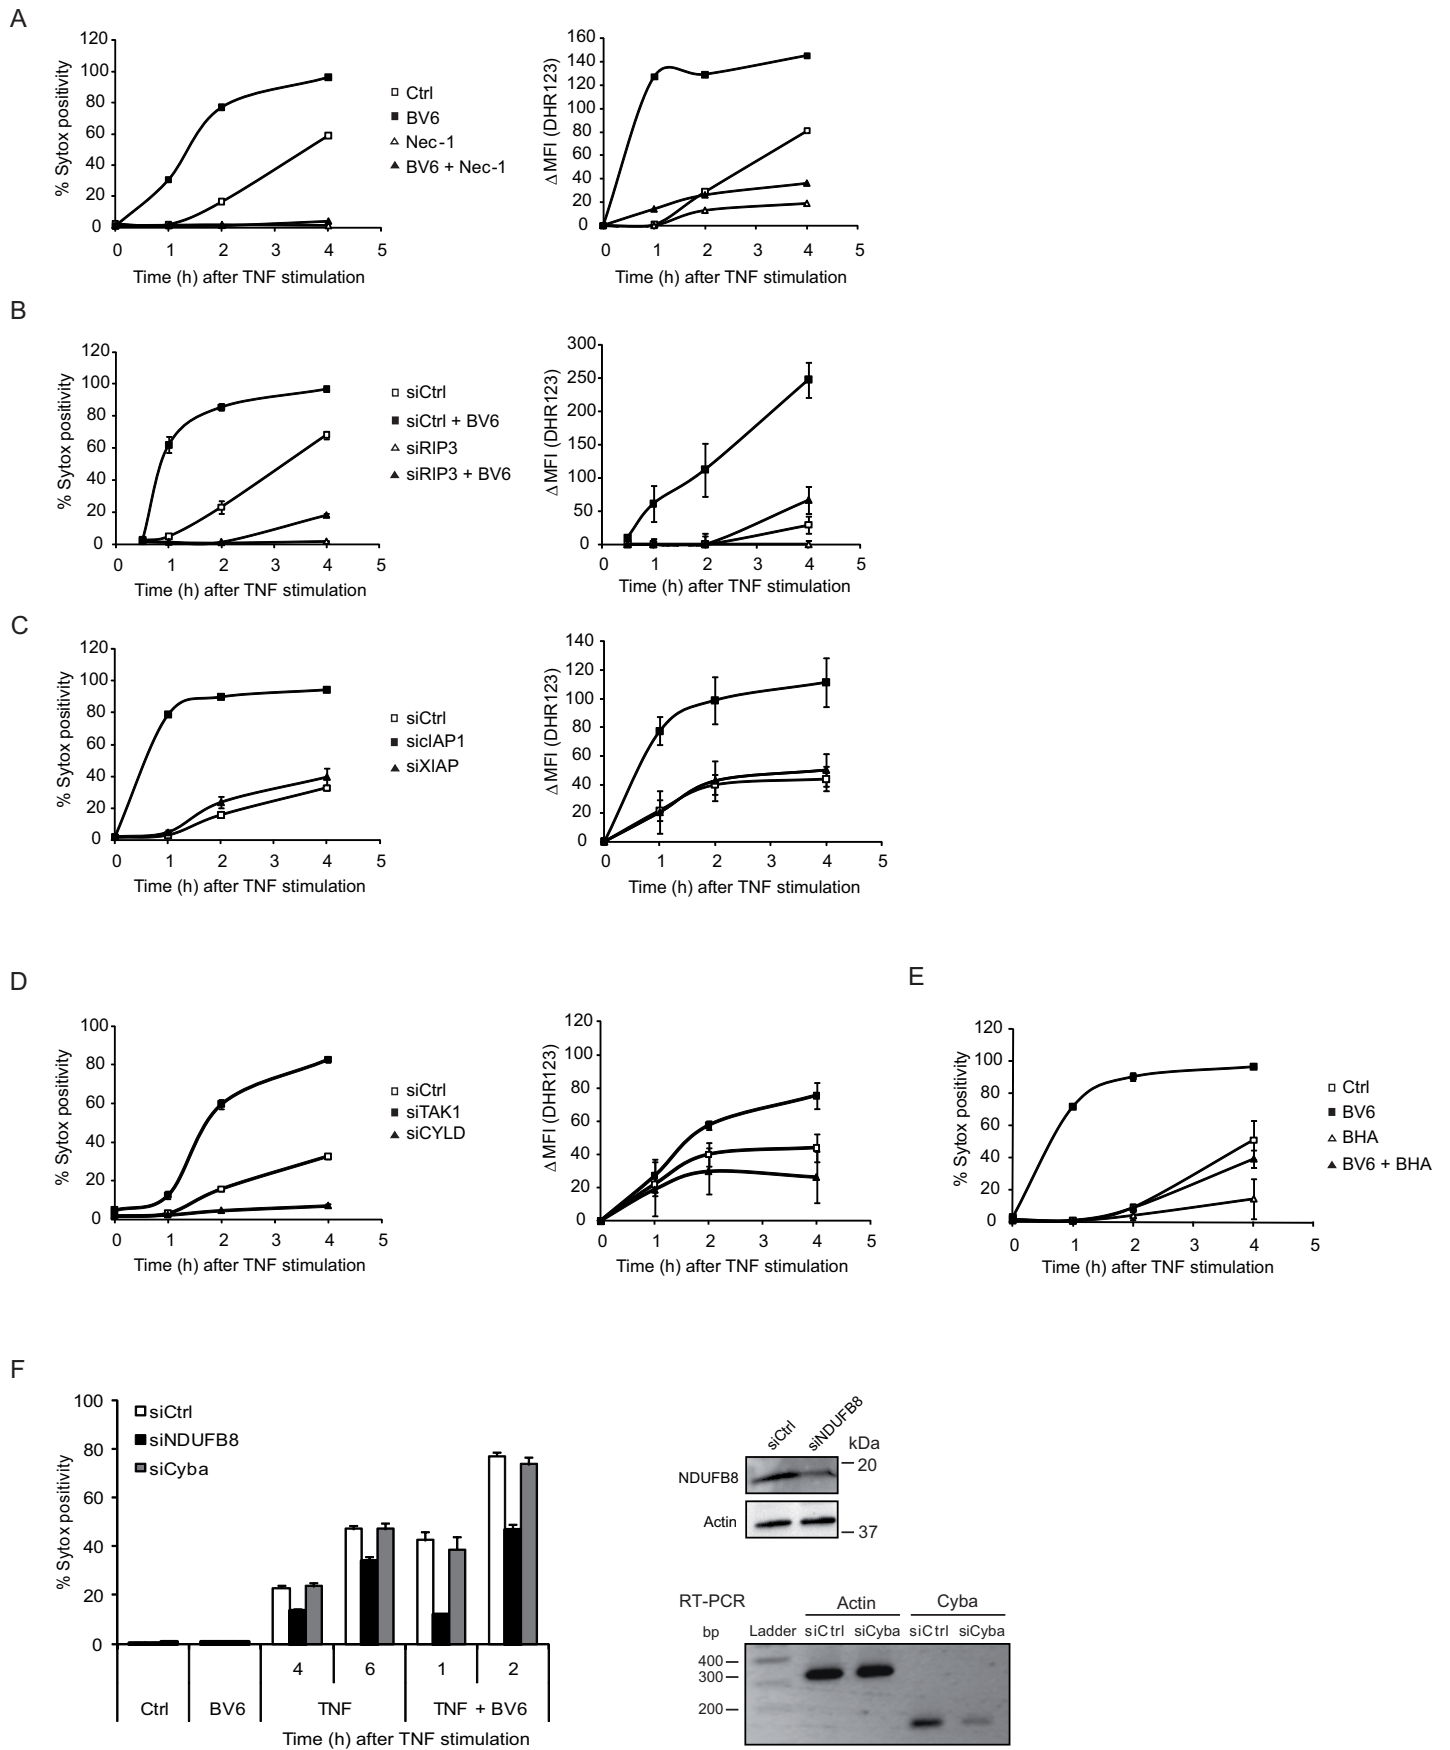 A
% Sytox positivity
120
100
80
60
40
20
0
0 1 2 3 4 5
Time (h) after TNF stimulation
Ctrl
BV6
Nec-1
BV6 + Nec-1
Δ MFI (DHR123)
160
140
120
100
80
60
40
20
0
0 1 2 3 4 5
Time (h) after TNF stimulation
B
% Sytox positivity
120
100
80
60
40
20
0
0 1 2 3 4 5
Time (h) after TNF stimulation
siCtrl
siCtrl + BV6
siRIP3
siRIP3 + BV6
Δ MFI (DHR123)
300
250
200
150
100
50
0
0 1 2 3 4 5
Time (h) after TNF stimulation
C
% Sytox positivity
120
100
80
60
40
20
0
0 1 2 3 4 5
Time (h) after TNF stimulation
siCtrl
sicIAP1
siXIAP
Δ MFI (DHR123)
140
120
100
80
60
40
20
0
0 1 2 3 4 5
Time (h) after TNF stimulation
D
% Sytox positivity
100
80
60
40
20
0
0 1 2 3 4 5
Time (h) after TNF stimulation
siCtrl
siTAK1
siCYLD
Δ MFI (DHR123)
120
100
80
60
40
20
0
0 1 2 3 4 5
Time (h) after TNF stimulation
E
% Sytox positivity
120
100
80
60
40
20
0
0 1 2 3 4 5
Time (h) after TNF stimulation
Ctrl
BV6
BHA
BV6 + BHA
F
% Sytox positivity
100
80
60
40
20
0
siCtrl
siNDUFB8
siCyba
4 6 1 2
Ctrl BV6 TNF TNF + BV6
Time (h) after TNF stimulation
siCtrl siNDUFB8 kDa
NDUFB8 20
Actin 37
RT-PCR Actin Cyba
bp Ladder siCtrl siCyba siCtrl siCyba
400
300
200